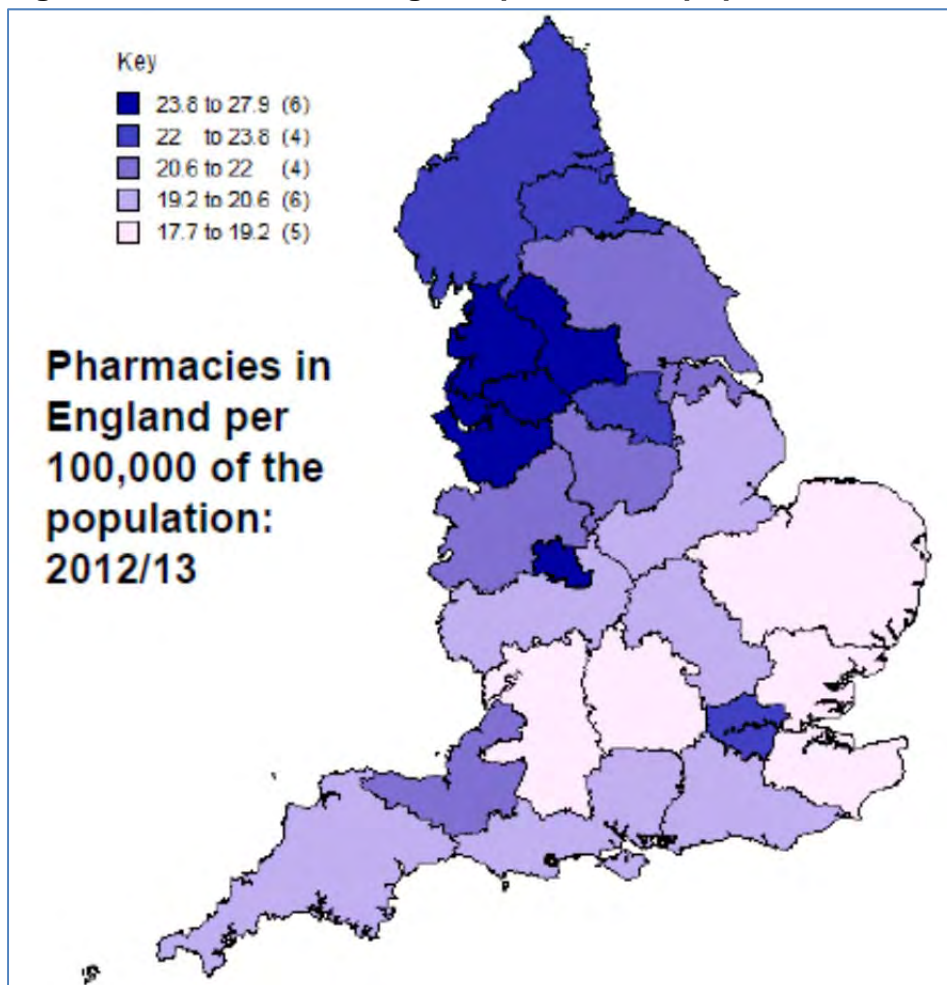 Key
23.8 to 27.9 (6)
22 to 23.8 (4)
20.6 to 22 (4)
19.2 to 20.6 (6)
17.7 to 19.2 (5)
Pharmacies in
England per
100,000 of the
population:
2012/13